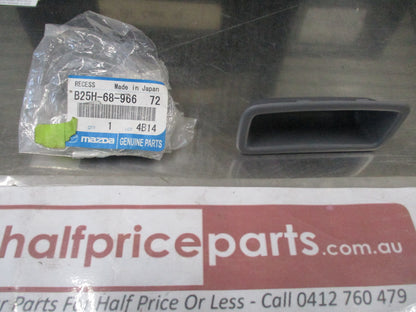 RECESS Made in Japan
B25H-68-966 72
QTY 1 4B14
mazda GENUINE PARTS
halfpriceparts.com.au
r Parts For Half Price Or Less - Call 0412 760 479